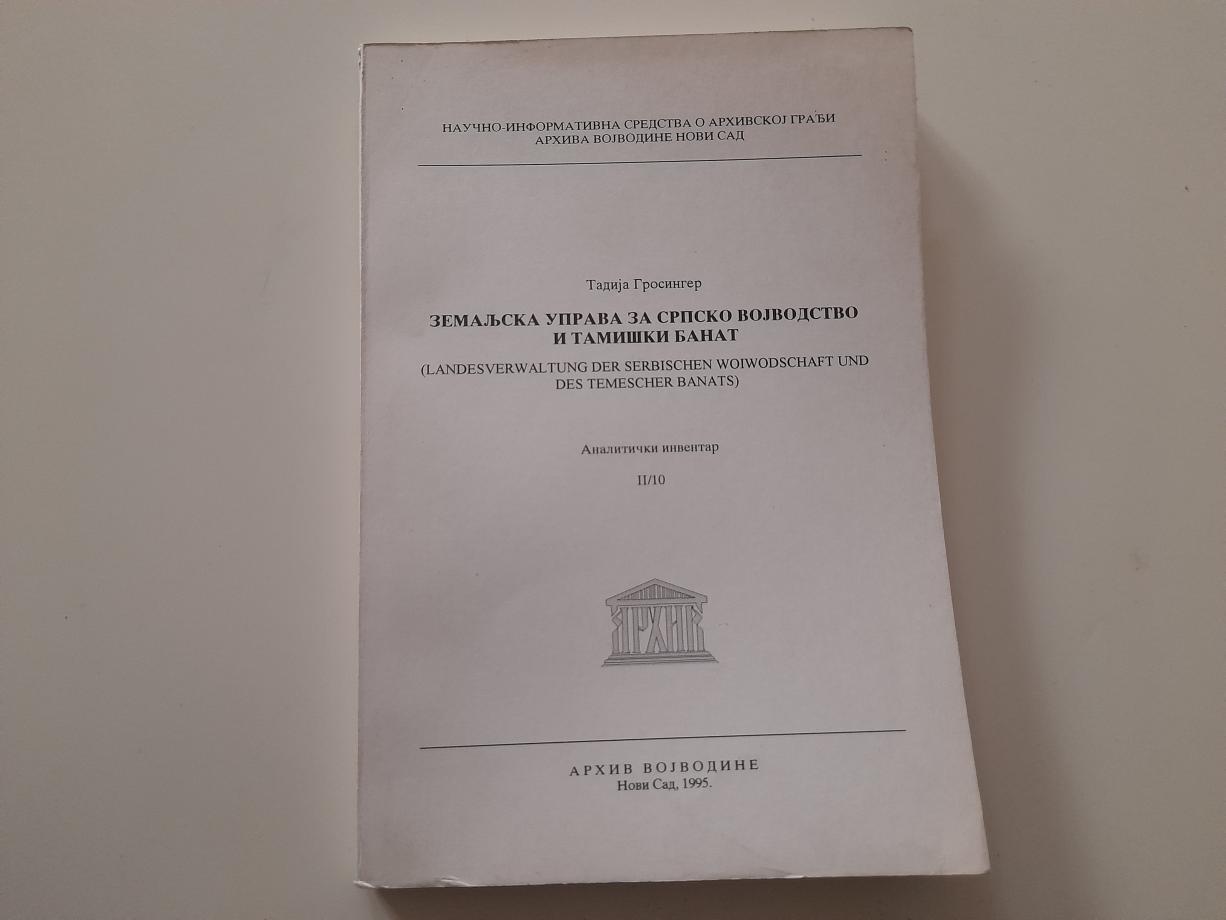 НАУЧНО-ИНФОРМАТИВНА СРЕДСТВА О АРХИВСКОЈ ГРАЂИ
АРХИВА ВОЈВОДИНЕ НОВИ САД
Тадија Гросингер
ЗЕМАЉСКА УПРАВА ЗА СРПСКО ВОЈВОДСТВО
И ТАМИШКИ БАНАТ
(LANDESVERWALTUNG DER SERBISCHEN WOIWODSCHAFT UND
DES TEMESCHER BANATS)
Аналитички инвентар
II/10
АРХИВ
АРХИВ ВОЈВОДИНЕ
Нови Сад, 1995.